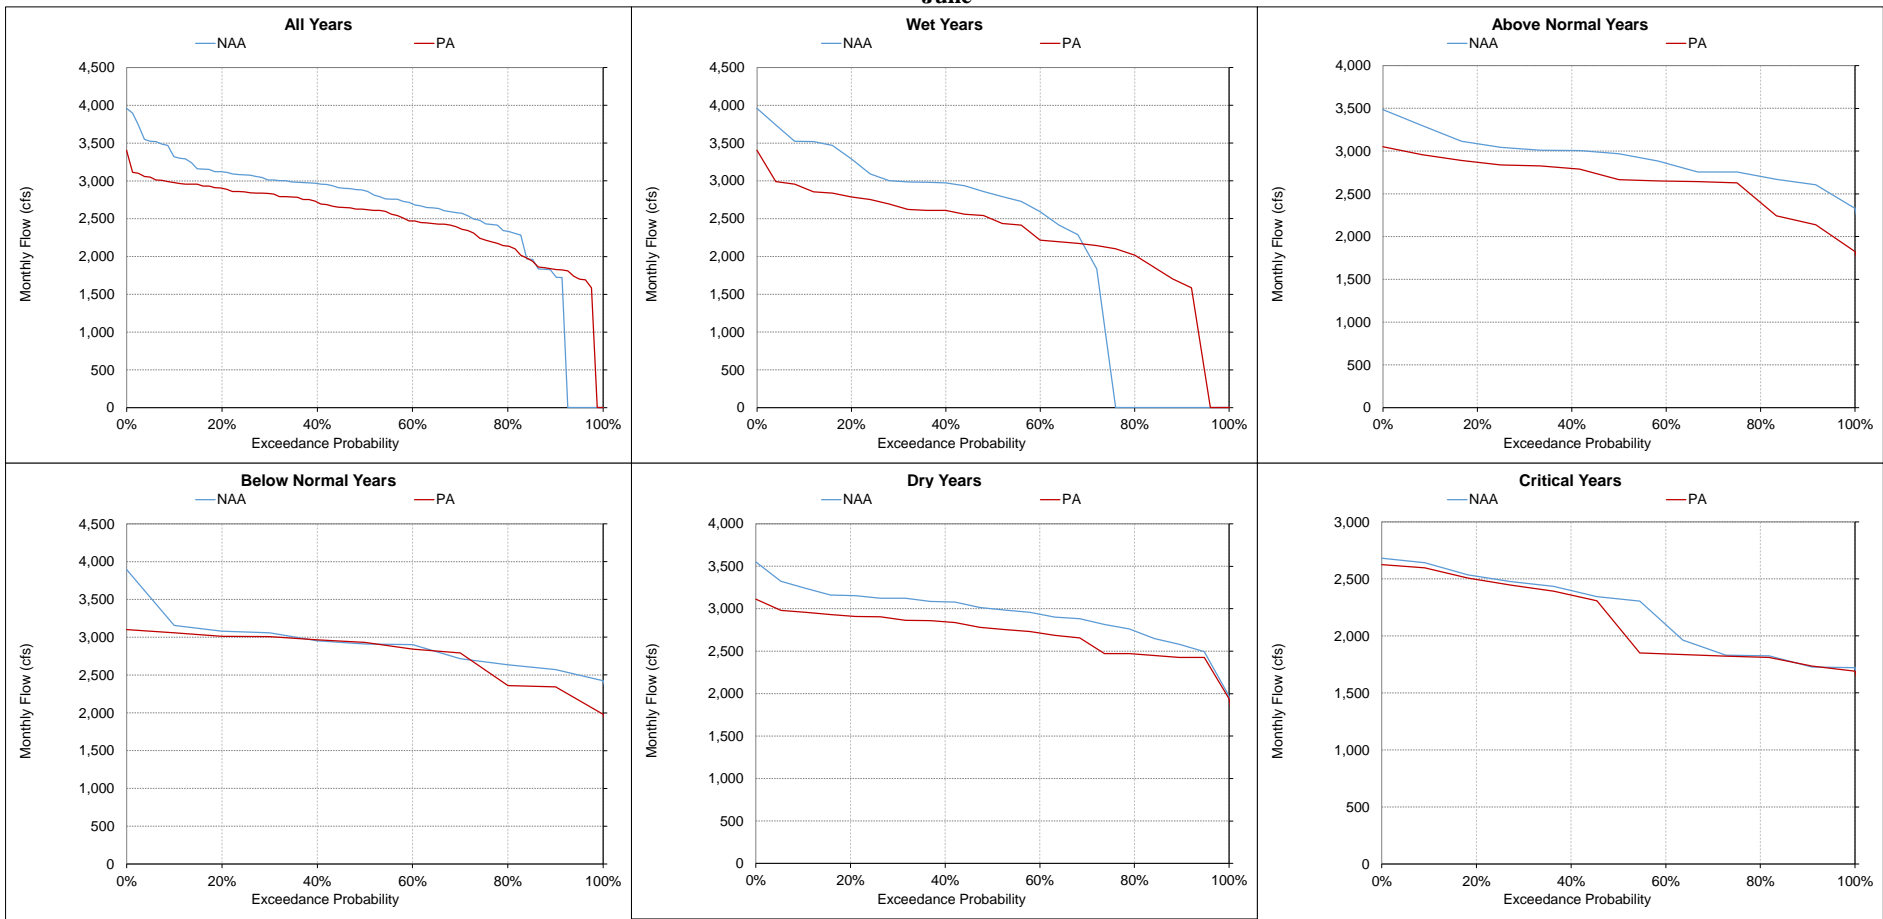 June
All Years
NAA PA
4,500
4,000
3,500
3,000
2,500
2,000
1,500
1,000
500
0
Monthly Flow (cfs)
0% 20% 40% 60% 80% 100%
Exceedance Probability
Wet Years
NAA PA
4,500
4,000
3,500
3,000
2,500
2,000
1,500
1,000
500
0
Monthly Flow (cfs
0% 20% 40% 60% 80% 100%
Exceedance Probability
Above Normal Years
NAA PA
4,000
3,500
3,000
2,500
2,000
1,500
1,000
500
0
Monthly Flow (cfs
0% 20% 40% 60% 80% 100%
Exceedance Probability
Below Normal Years
NAA PA
4,500
4,000
3,500
3,000
2,500
2,000
1,500
1,000
500
0
Monthly Flow (cfs)
0% 20% 40% 60% 80% 100%
Exceedance Probability
Dry Years
NAA PA
4,000
3,500
3,000
2,500
2,000
1,500
1,000
500
0
Monthly Flow (cfs)
0% 20% 40% 60% 80% 100%
Exceedance Probability
Critical Years
NAA PA
3,000
2,500
2,000
1,500
1,000
500
0
Monthly Flow (cfs)
0% 20% 40% 60% 80% 100%
Exceedance Probability